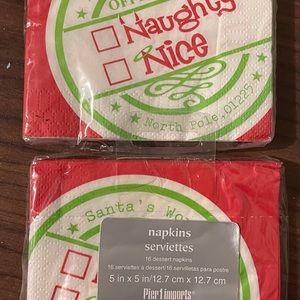 Naughty
Nice
North Pole, 01225
Santa's Wo
napkins
serviettes
16 dessert napkins
16 serviettes à dessert/16 servilletas para postre
5 in x 5 in/12.7 cm x 12.7 cm
Pier 1 imports